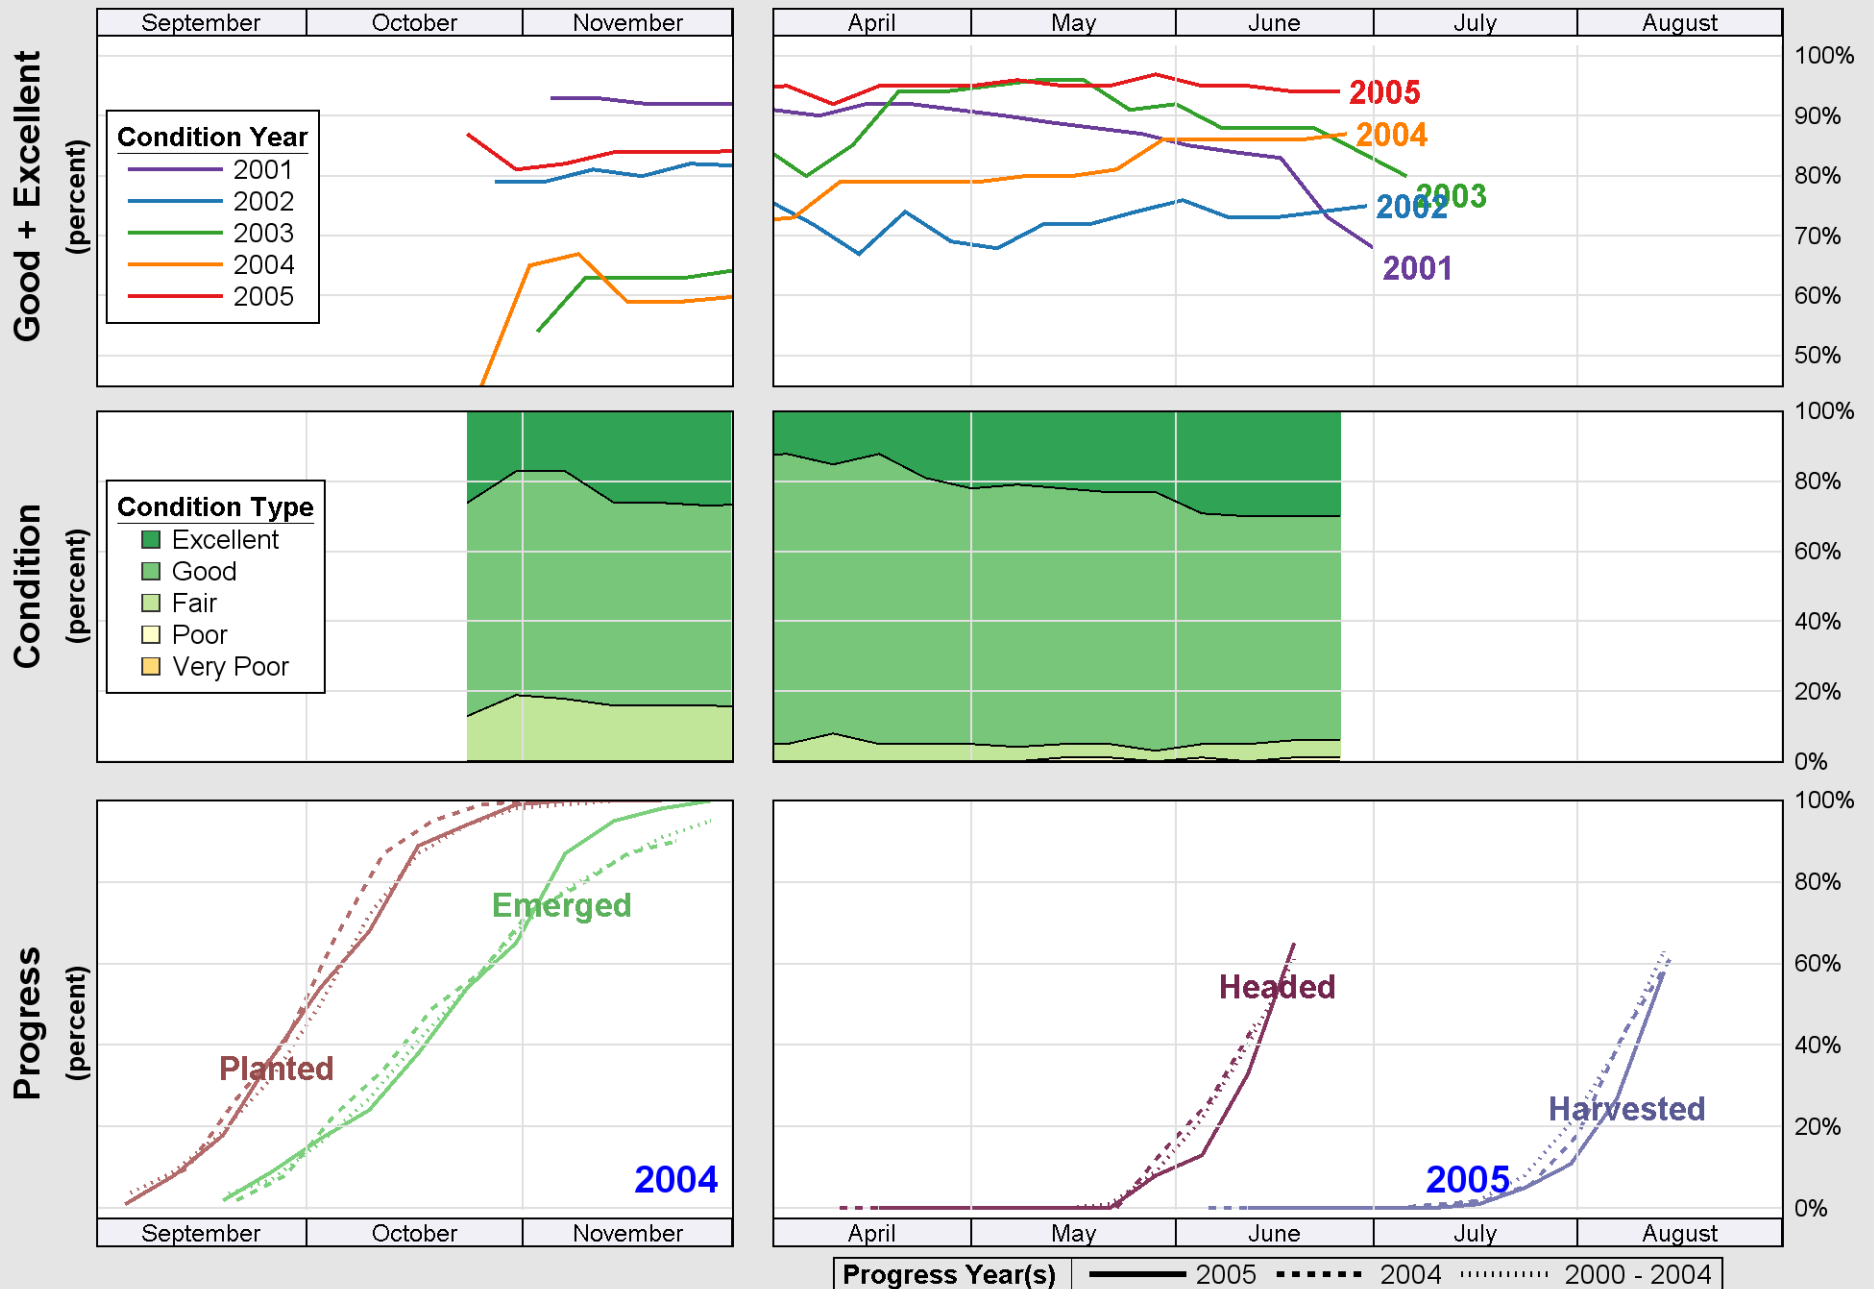 September October November April May June July August
Good + Excellent
(percent)
100%
90%
80%
70%
60%
50%
Condition Year
2001
2002
2003
2004
2005
2005
2004
2003
2002
2001
Condition
(percent)
100%
80%
60%
40%
20%
0%
Condition Type
Excellent
Good
Fair
Poor
Very Poor
Progress
(percent)
100%
80%
60%
40%
20%
0%
Emerged
Planted
Headed
Harvested
2004
2005
September October November April May June July August
Progress Year(s) 2005 2004 2000 - 2004